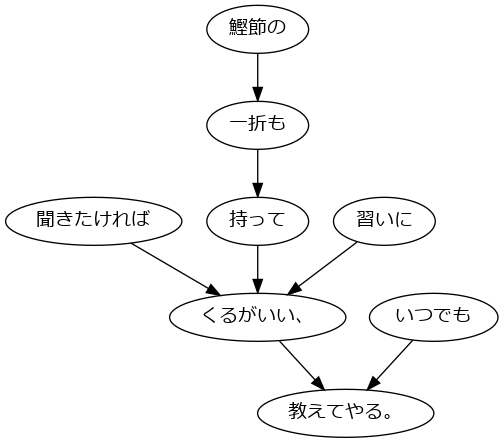 鰹節の
一折も
聞きたければ
持って
習いに
くるがいい、
いつでも
教えてやる。